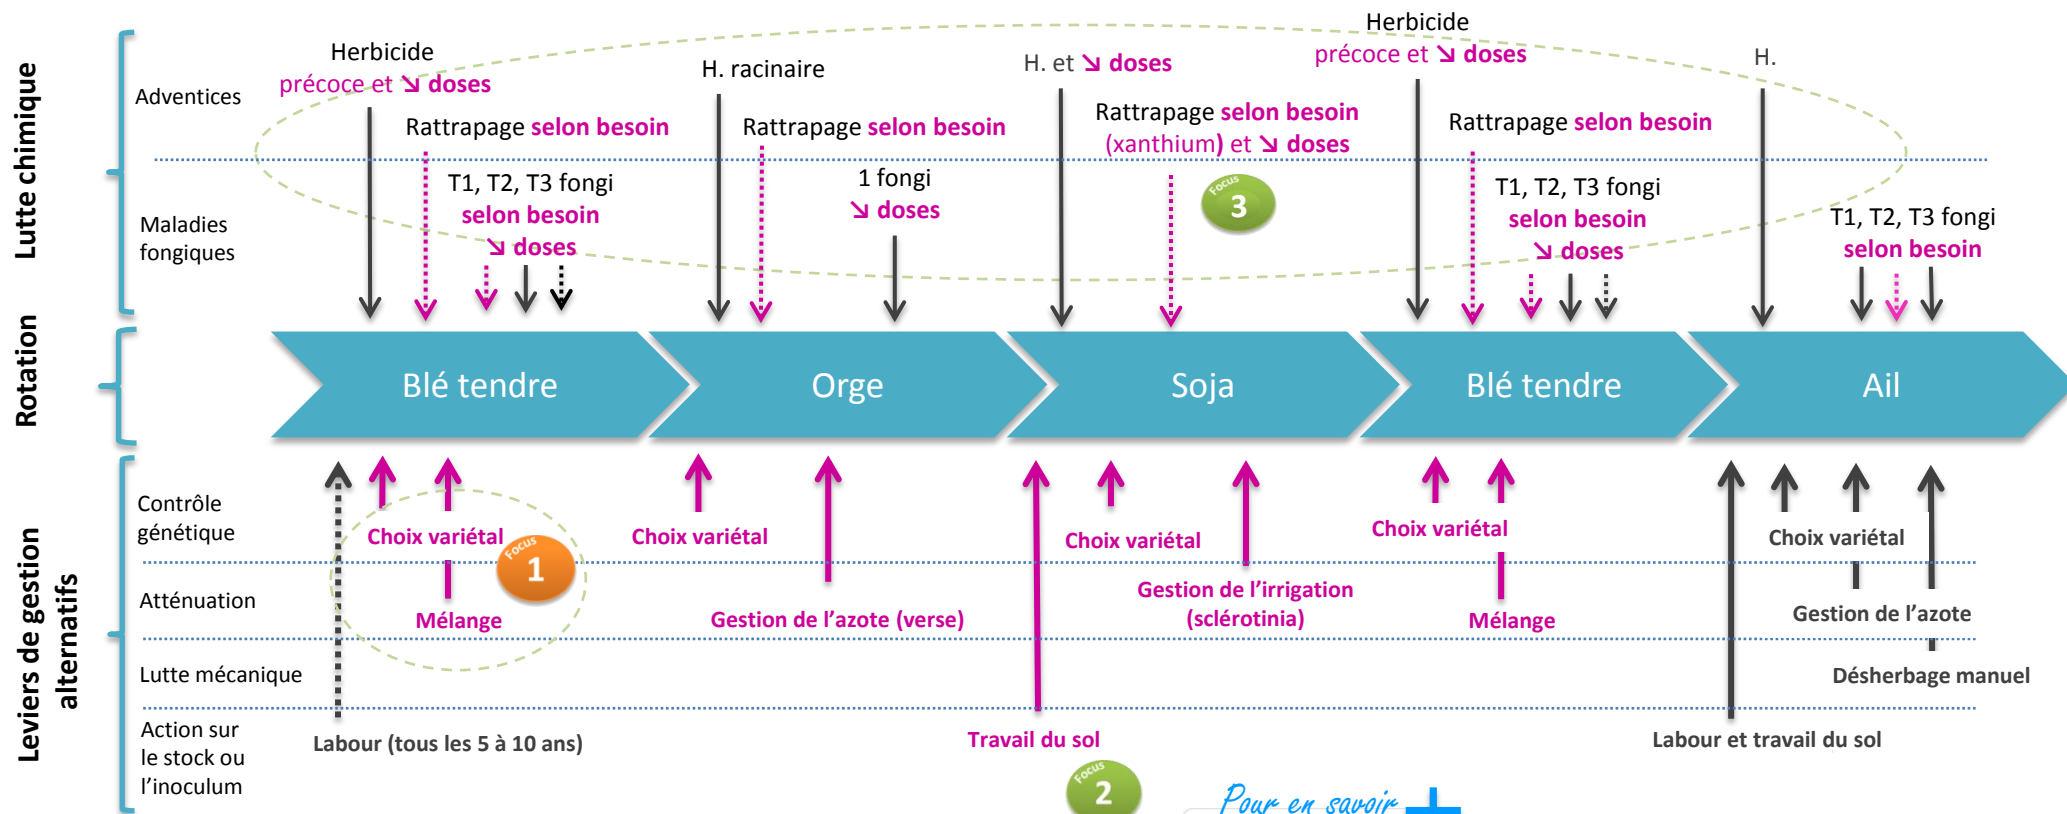 Lutte chimique
Adventices
Maladies
fongiques
Herbicide
précoce et ↘ doses
Rattrapage selon besoin
T1, T2, T3 fongi
selon besoin
↘ doses
H. racinaire
Rattrapage selon besoin
1 fongi
↘ doses
H. et ↘ doses
Rattrapage selon besoin
(xanthium) et ↘ doses
Focus
3
Herbicide
précoce et ↘ doses
Rattrapage selon besoin
T1, T2, T3 fongi
selon besoin
↘ doses
H.
T1, T2, T3 fongi
selon besoin
Rotation
Blé tendre
Orge
Soja
Blé tendre
Ail
Leviers de gestion
alternatifs
Contrôle
génétique
Choix variétal
Choix variétal
Choix variétal
Choix variétal
Choix variétal
Focus
1
Atténuation
Mélange
Gestion de l’azote (verse)
Gestion de l’irrigation
(sclérotinia)
Mélange
Gestion de l’azote
Lutte mécanique
Désherbage manuel
Action sur
le stock ou
l’inoculum
Labour (tous les 5 à 10 ans)
Travail du sol
Labour et travail du sol
Focus
2
Pour en savoir +